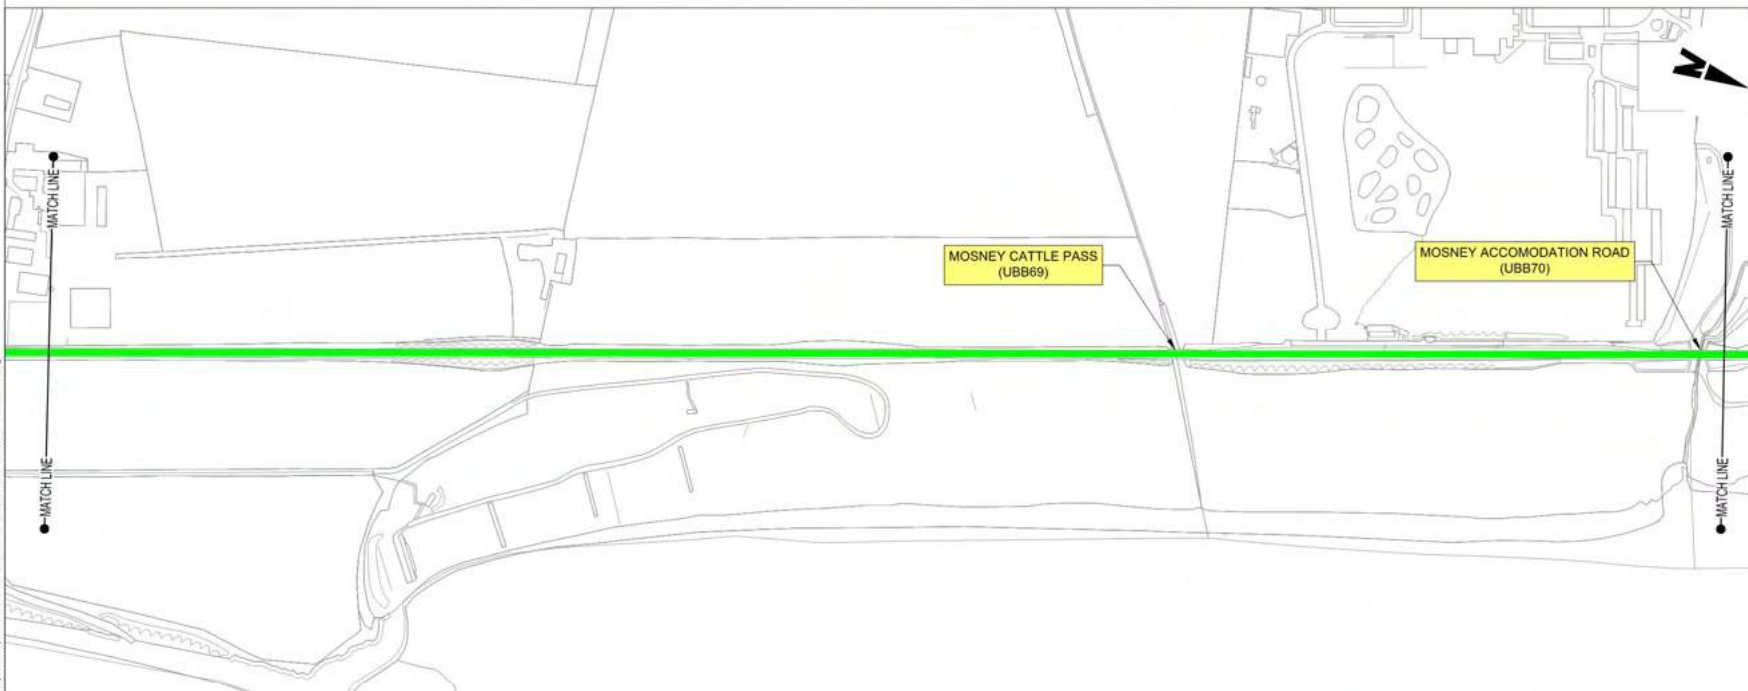 N
MATCH LINE
MATCH LINE
MOSNEY CATTLE PASS
(UBB69)
MOSNEY ACCOMODATION ROAD
(UBB70)
MATCH LINE
MATCH LINE